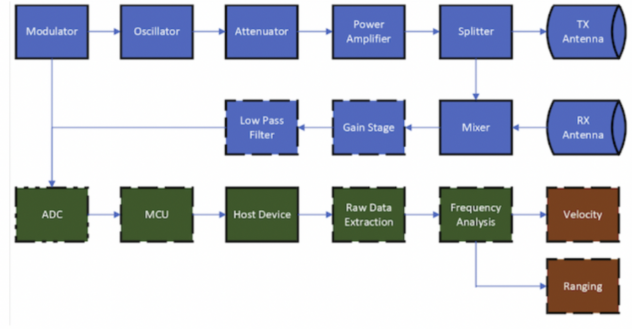 Modulator
Oscillator
Attenuator
Power
Amplifier
Splitter
TX
Antenna
Low Pass
Filter
Gain Stage
Mixer
RX
Antenna
ADC
MCU
Host Device
Raw Data
Extraction
Frequency
Analysis
Velocity
Ranging